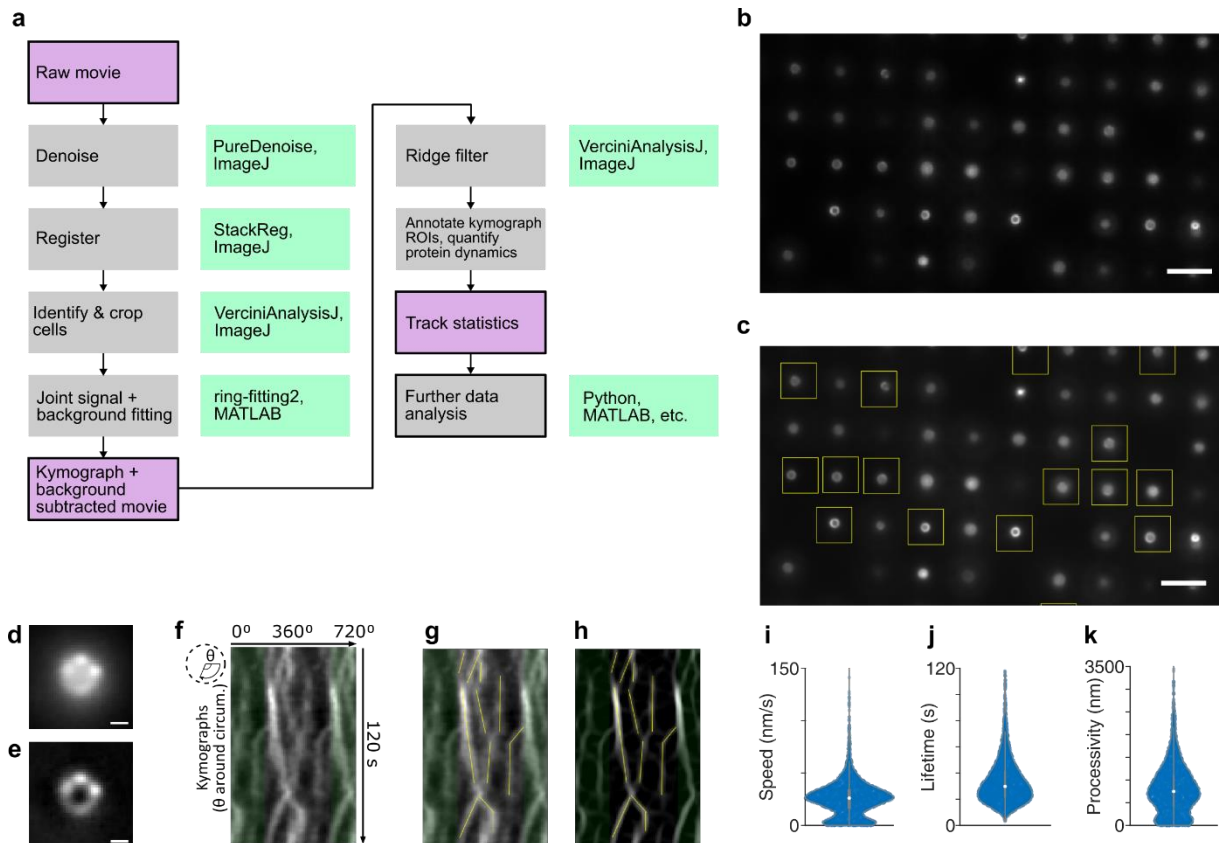 a
Raw movie
Denoise
PureDenoise,
ImageJ
Register
StackReg,
ImageJ
Identify & crop
cells
VerciniAnalysisJ,
ImageJ
Joint signal +
background fitting
ring-fitting2,
MATLAB
Kymograph +
background
subtracted movie
Ridge filter
VerciniAnalysisJ,
ImageJ
Annotate kymograph
ROIs, quantify
protein dynamics
Track statistics
Further data
analysis
Python,
MATLAB, etc.
b
c
d
e
f
0º 360º 720º
θ
Kymographs
(θ around circum.)
120 s
g
h
i
150
Speed (nm/s)
0
j
120
Lifetime (s)
0
k
3500
Processivity (nm)
0